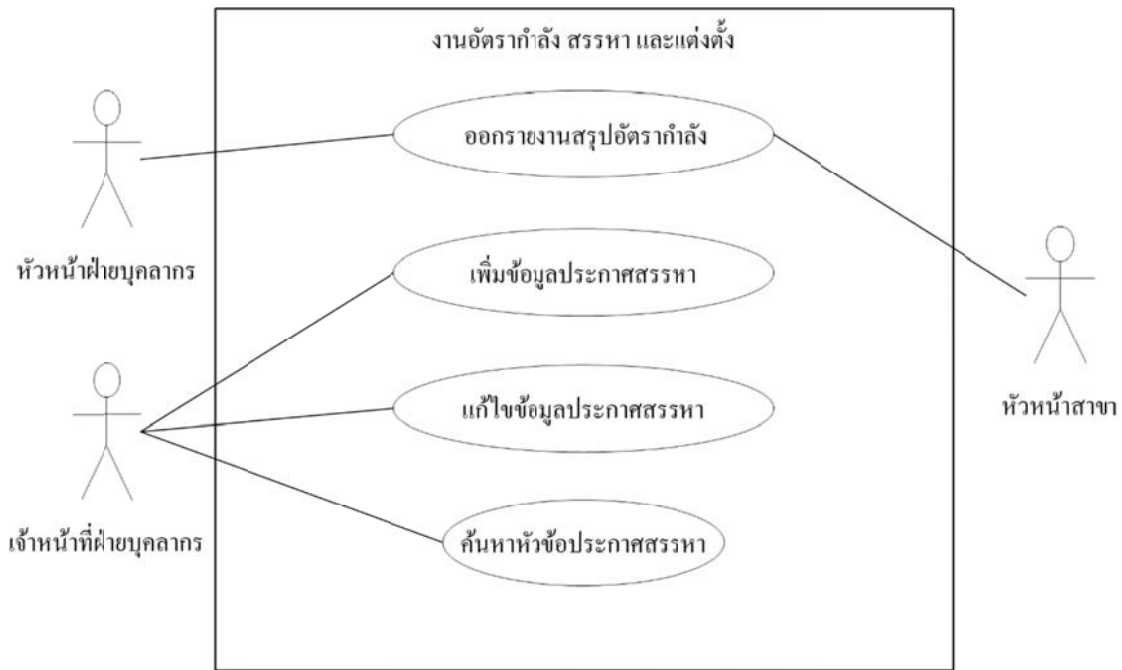 งานอัตรากำลัง สรรหา และแต่งตั้ง
ออกรายงานสรุปอัตรากำลัง
หัวหน้าฝ่ายบุคลากร
เพิ่มข้อมูลประกาศสรรหา
แก้ไขข้อมูลประกาศสรรหา
หัวหน้าสาขา
เจ้าหน้าที่ฝ่ายบุคลากร
ค้นหาหัวข้อประกาศสรรหา